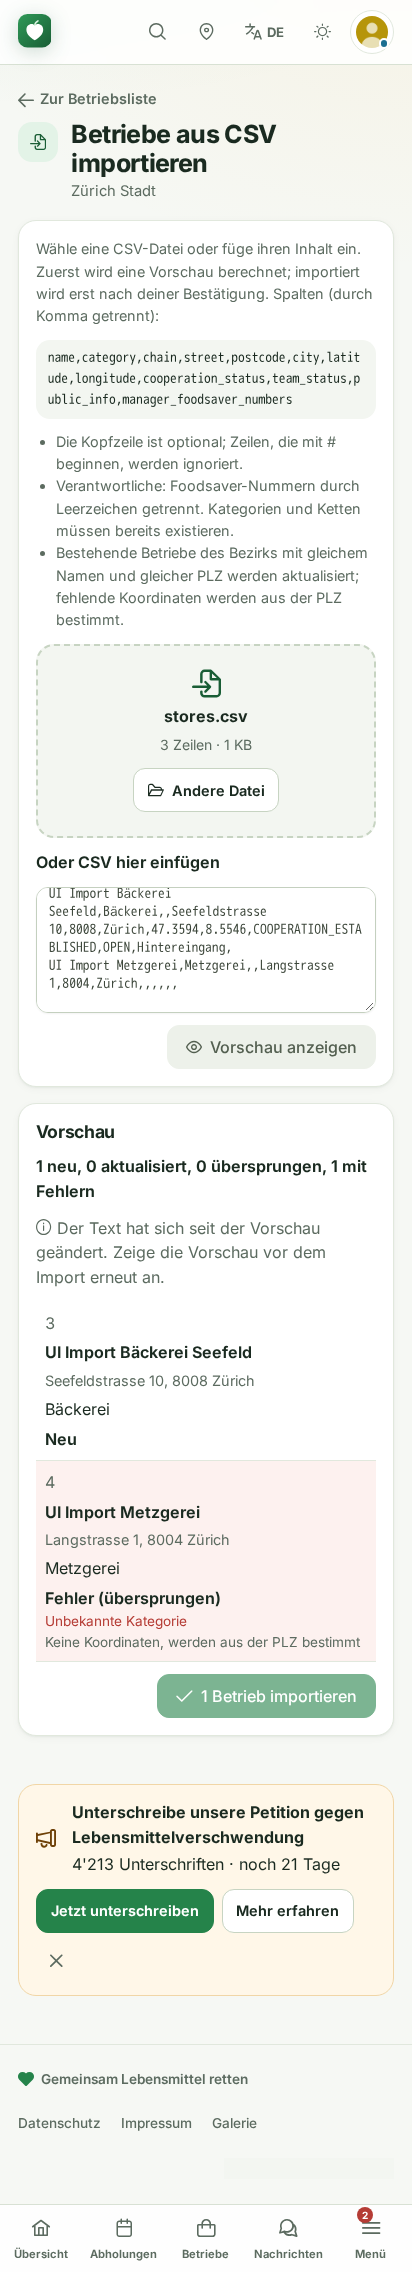 DE
Zur Betriebsliste
Betriebe aus CSV
importieren
Zürich Stadt
Wähle eine CSV-Datei oder füge ihren Inhalt ein.
Zuerst wird eine Vorschau berechnet; importiert
wird erst nach deiner Bestätigung. Spalten (durch
Komma getrennt):
name,category,chain,street,postcode,city,latit
ude,longitude,cooperation_status,team_status,p
ublic_info,manager_foodsaver_numbers
• Die Kopfzeile ist optional; Zeilen, die mit #
beginnen, werden ignoriert.
• Verantwortliche: Foodsaver-Nummern durch
Leerzeichen getrennt. Kategorien und Ketten
müssen bereits existieren.
• Bestehende Betriebe des Bezirks mit gleichem
Namen und gleicher PLZ werden aktualisiert;
fehlende Koordinaten werden aus der PLZ
bestimmt.
stores.csv
3 Zeilen · 1 KB
Andere Datei
Oder CSV hier einfügen
UI Import Bäckerei
Seefeld,Bäckerei,,Seefeldstrasse
10,8008,Zürich,47.3594,8.5546,COOPERATION_ESTA
BLISHED,OPEN,Hintereingang,
UI Import Metzgerei,Metzgerei,,Langstrasse
1,8004,Zürich,,,,,,
Vorschau anzeigen
Vorschau
1 neu, 0 aktualisiert, 0 übersprungen, 1 mit
Fehlern
Der Text hat sich seit der Vorschau
geändert. Zeige die Vorschau vor dem
Import erneut an.
3
UI Import Bäckerei Seefeld
Seefeldstrasse 10, 8008 Zürich
Bäckerei
Neu
4
UI Import Metzgerei
Langstrasse 1, 8004 Zürich
Metzgerei
Fehler (übersprungen)
Unbekannte Kategorie
Keine Koordinaten, werden aus der PLZ bestimmt
1 Betrieb importieren
Unterschreibe unsere Petition gegen
Lebensmittelverschwendung
4'213 Unterschriften · noch 21 Tage
Jetzt unterschreiben
Mehr erfahren
Gemeinsam Lebensmittel retten
Datenschutz Impressum Galerie
2
Übersicht Abholungen Betriebe Nachrichten Menü